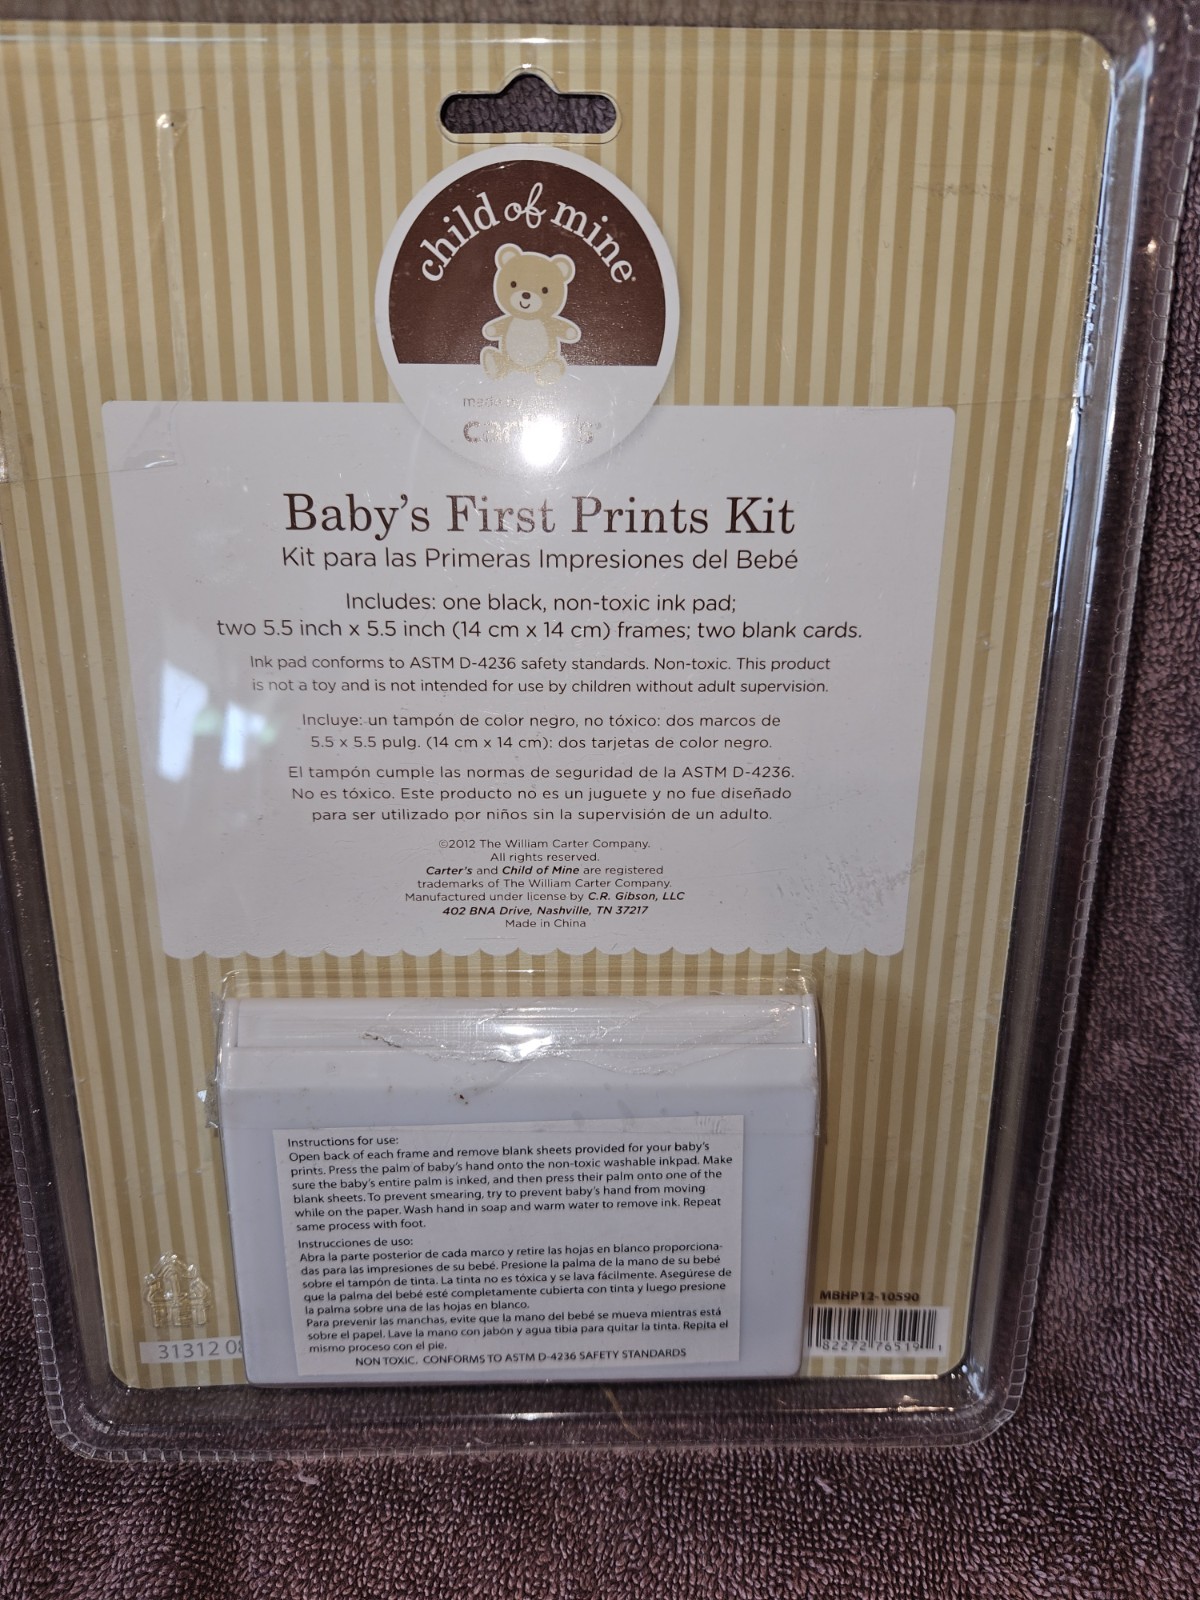 child of mine
made by
carter's
Baby's First Prints Kit
Kit para las Primeras Impresiones del Bebé
Includes: one black, non-toxic ink pad;
two 5.5 inch x 5.5 inch (14 cm x 14 cm) frames; two blank cards.
Ink pad conforms to ASTM D-4236 safety standards. Non-toxic. This product
is not a toy and is not intended for use by children without adult supervision.
Incluye: un tampón de color negro, no tóxico: dos marcos de
5.5 x 5.5 pulg. (14 cm x 14 cm): dos tarjetas de color negro.
El tampón cumple las normas de seguridad de la ASTM D-4236.
No es tóxico. Este producto no es un juguete y no fue diseñado
para ser utilizado por niños sin la supervisión de un adulto.
©2012 The William Carter Company.
All rights reserved.
Carter's and Child of Mine are registered
trademarks of The William Carter Company.
Manufactured under license by C.R. Gibson, LLC
402 BNA Drive, Nashville, TN 37217
Made in China
Instructions for use:
Open back of each frame and remove blank sheets provided for your baby's
prints. Press the palm of baby's hand onto the non-toxic washable inkpad. Make
sure the baby's entire palm is inked, and then press their palm onto one of the
blank sheets. To prevent smearing, try to prevent baby's hand from moving
while on the paper. Wash hand in soap and warm water to remove ink. Repeat
same process with foot.
Instrucciones de uso:
Abra la parte posterior de cada marco y retire las hojas en blanco proporciona-
das para las impresiones de su bebé. Presione la palma de la mano de su bebé
sobre el tampón de tinta. La tinta no es tóxica y se lava fácilmente. Asegúrese de
que la palma del bebé esté completamente cubierta con tinta y luego presione
la palma sobre una de las hojas en blanco.
Para prevenir las manchas, evite que la mano del bebé se mueva mientras está
sobre el papel. Lave la mano con jabón y agua tibia para quitar la tinta. Repita el
mismo proceso con el pie.
NON TOXIC. CONFORMS TO ASTM D-4236 SAFETY STANDARDS
PET
31312 08
MBHP12-10590
82272 76519 1